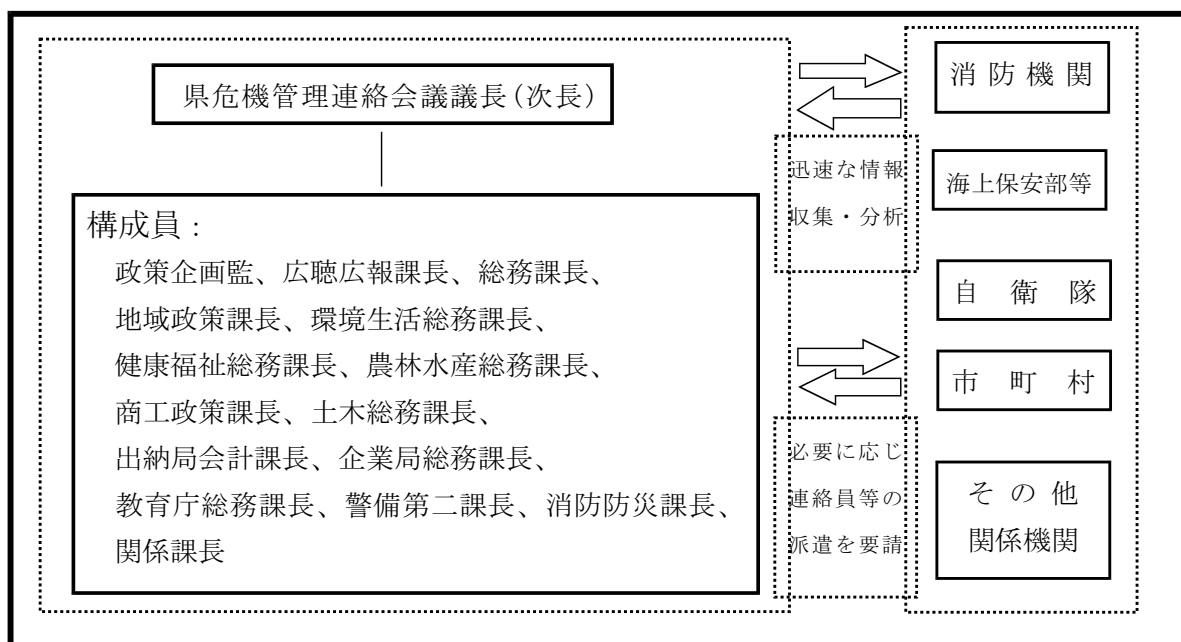 県危機管理連絡会議議長(次長)
構成員：
政策企画監、広聴広報課長、総務課長、
地域政策課長、環境生活総務課長、
健康福祉総務課長、農林水産総務課長、
商工政策課長、土木総務課長、
出納局会計課長、企業局総務課長、
教育庁総務課長、警備第二課長、消防防災課長、
関係課長
迅速な情報
収集・分析
必要に応じ
連絡員等の
派遣を要請
消防機関
海上保安部等
自衛隊
市町村
その他
関係機関